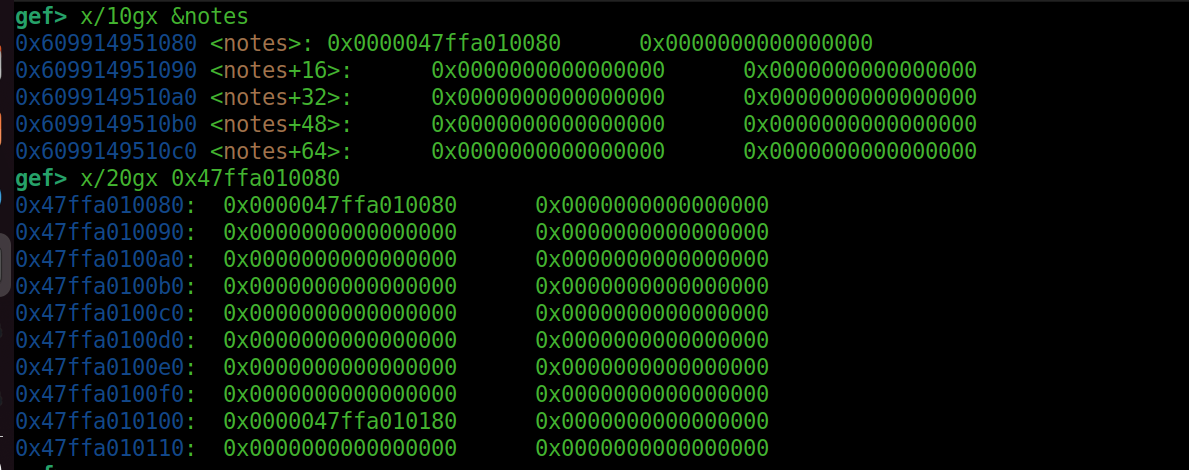 gef> x/10gx &notes
0x609914951080 <notes>: 0x0000047ffa010080 0x0000000000000000
0x609914951090 <notes+16>: 0x0000000000000000 0x0000000000000000
0x6099149510a0 <notes+32>: 0x0000000000000000 0x0000000000000000
0x6099149510b0 <notes+48>: 0x0000000000000000 0x0000000000000000
0x6099149510c0 <notes+64>: 0x0000000000000000 0x0000000000000000
gef> x/20gx 0x47ffa010080
0x47ffa010080: 0x0000047ffa010080 0x0000000000000000
0x47ffa010090: 0x0000000000000000 0x0000000000000000
0x47ffa0100a0: 0x0000000000000000 0x0000000000000000
0x47ffa0100b0: 0x0000000000000000 0x0000000000000000
0x47ffa0100c0: 0x0000000000000000 0x0000000000000000
0x47ffa0100d0: 0x0000000000000000 0x0000000000000000
0x47ffa0100e0: 0x0000000000000000 0x0000000000000000
0x47ffa0100f0: 0x0000000000000000 0x0000000000000000
0x47ffa010100: 0x0000047ffa010180 0x0000000000000000
0x47ffa010110: 0x0000000000000000 0x0000000000000000